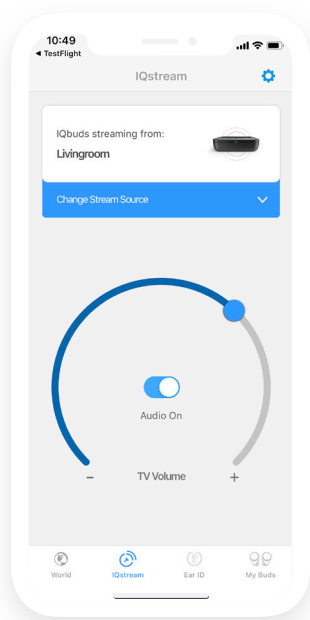 10:49
◀ TestFlight
IQstream
IQbuds streaming from:
Livingroom
Change Stream Source
Audio On
- TV Volume +
World IQstream Ear ID My Buds